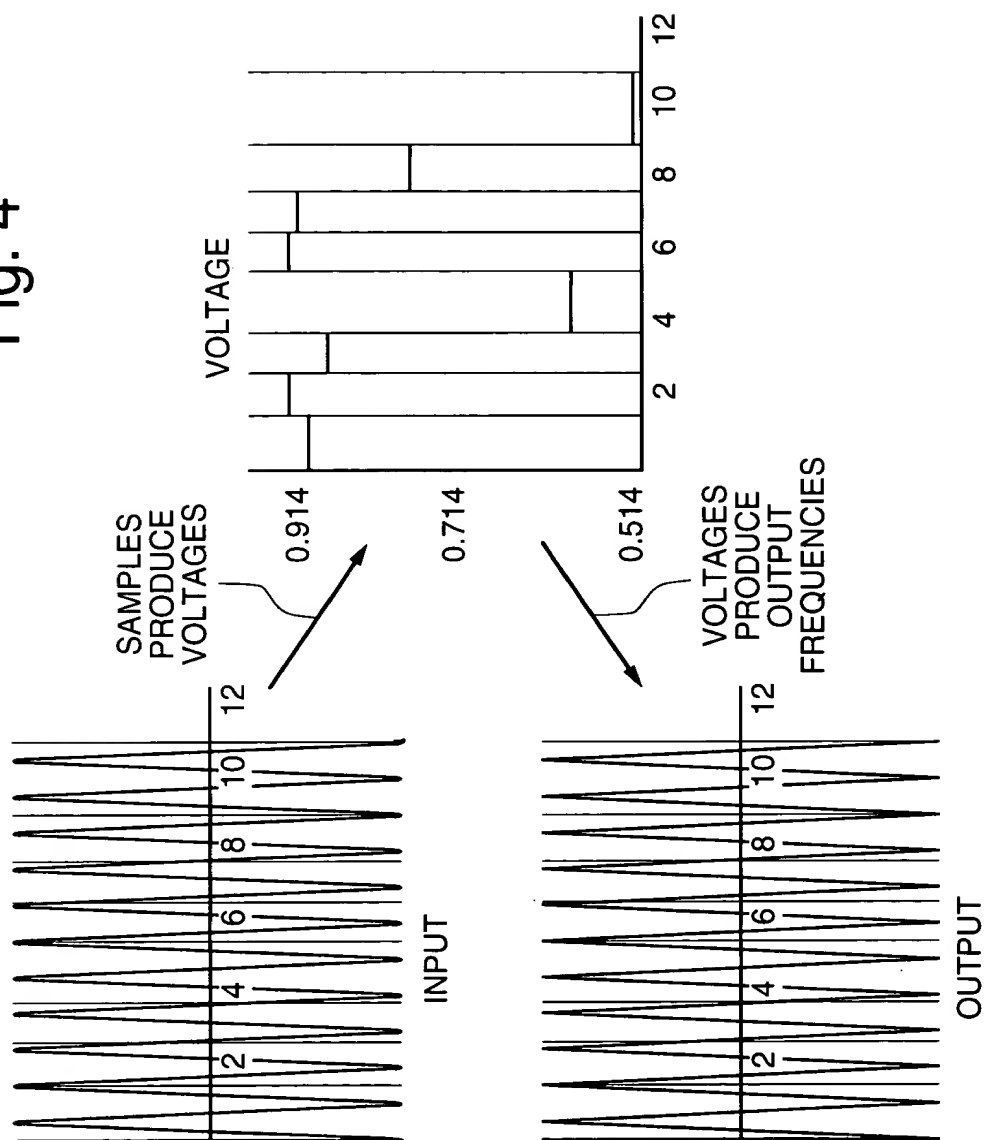 Fig. 4
SAMPLES
PRODUCE
VOLTAGES
2 4 6 8 10 12
INPUT
VOLTAGE
0.914
0.714
0.514
2 4 6 8 10 12
VOLTAGES
PRODUCE
OUTPUT
FREQUENCIES
2 4 6 8 10 12
OUTPUT